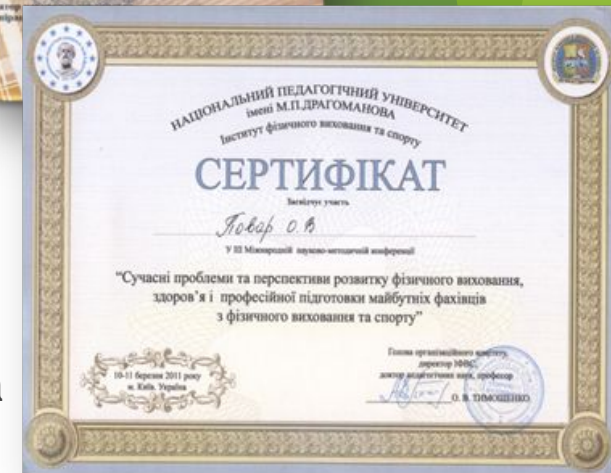 НАЦІОНАЛЬНИЙ ПЕДАГОГІЧНИЙ УНІВЕРСИТЕТ
імені М.П.ДРАГОМАНОВА
Інститут фізичного виховання та спорту
СЕРТИФІКАТ
Засвідчує участь
Повар О.В
У ІІІ Міжнародній науково-методичній конференції
“Сучасні проблеми та перспективи розвитку фізичного виховання,
здоров’я і професійної підготовки майбутніх фахівців
з фізичного виховання та спорту”
10-11 березня 2011 року
м. Київ, Україна
Голова організаційного комітету,
директор
доктор педагогічних наук, професор
О. В. ТИМОШЕНКО